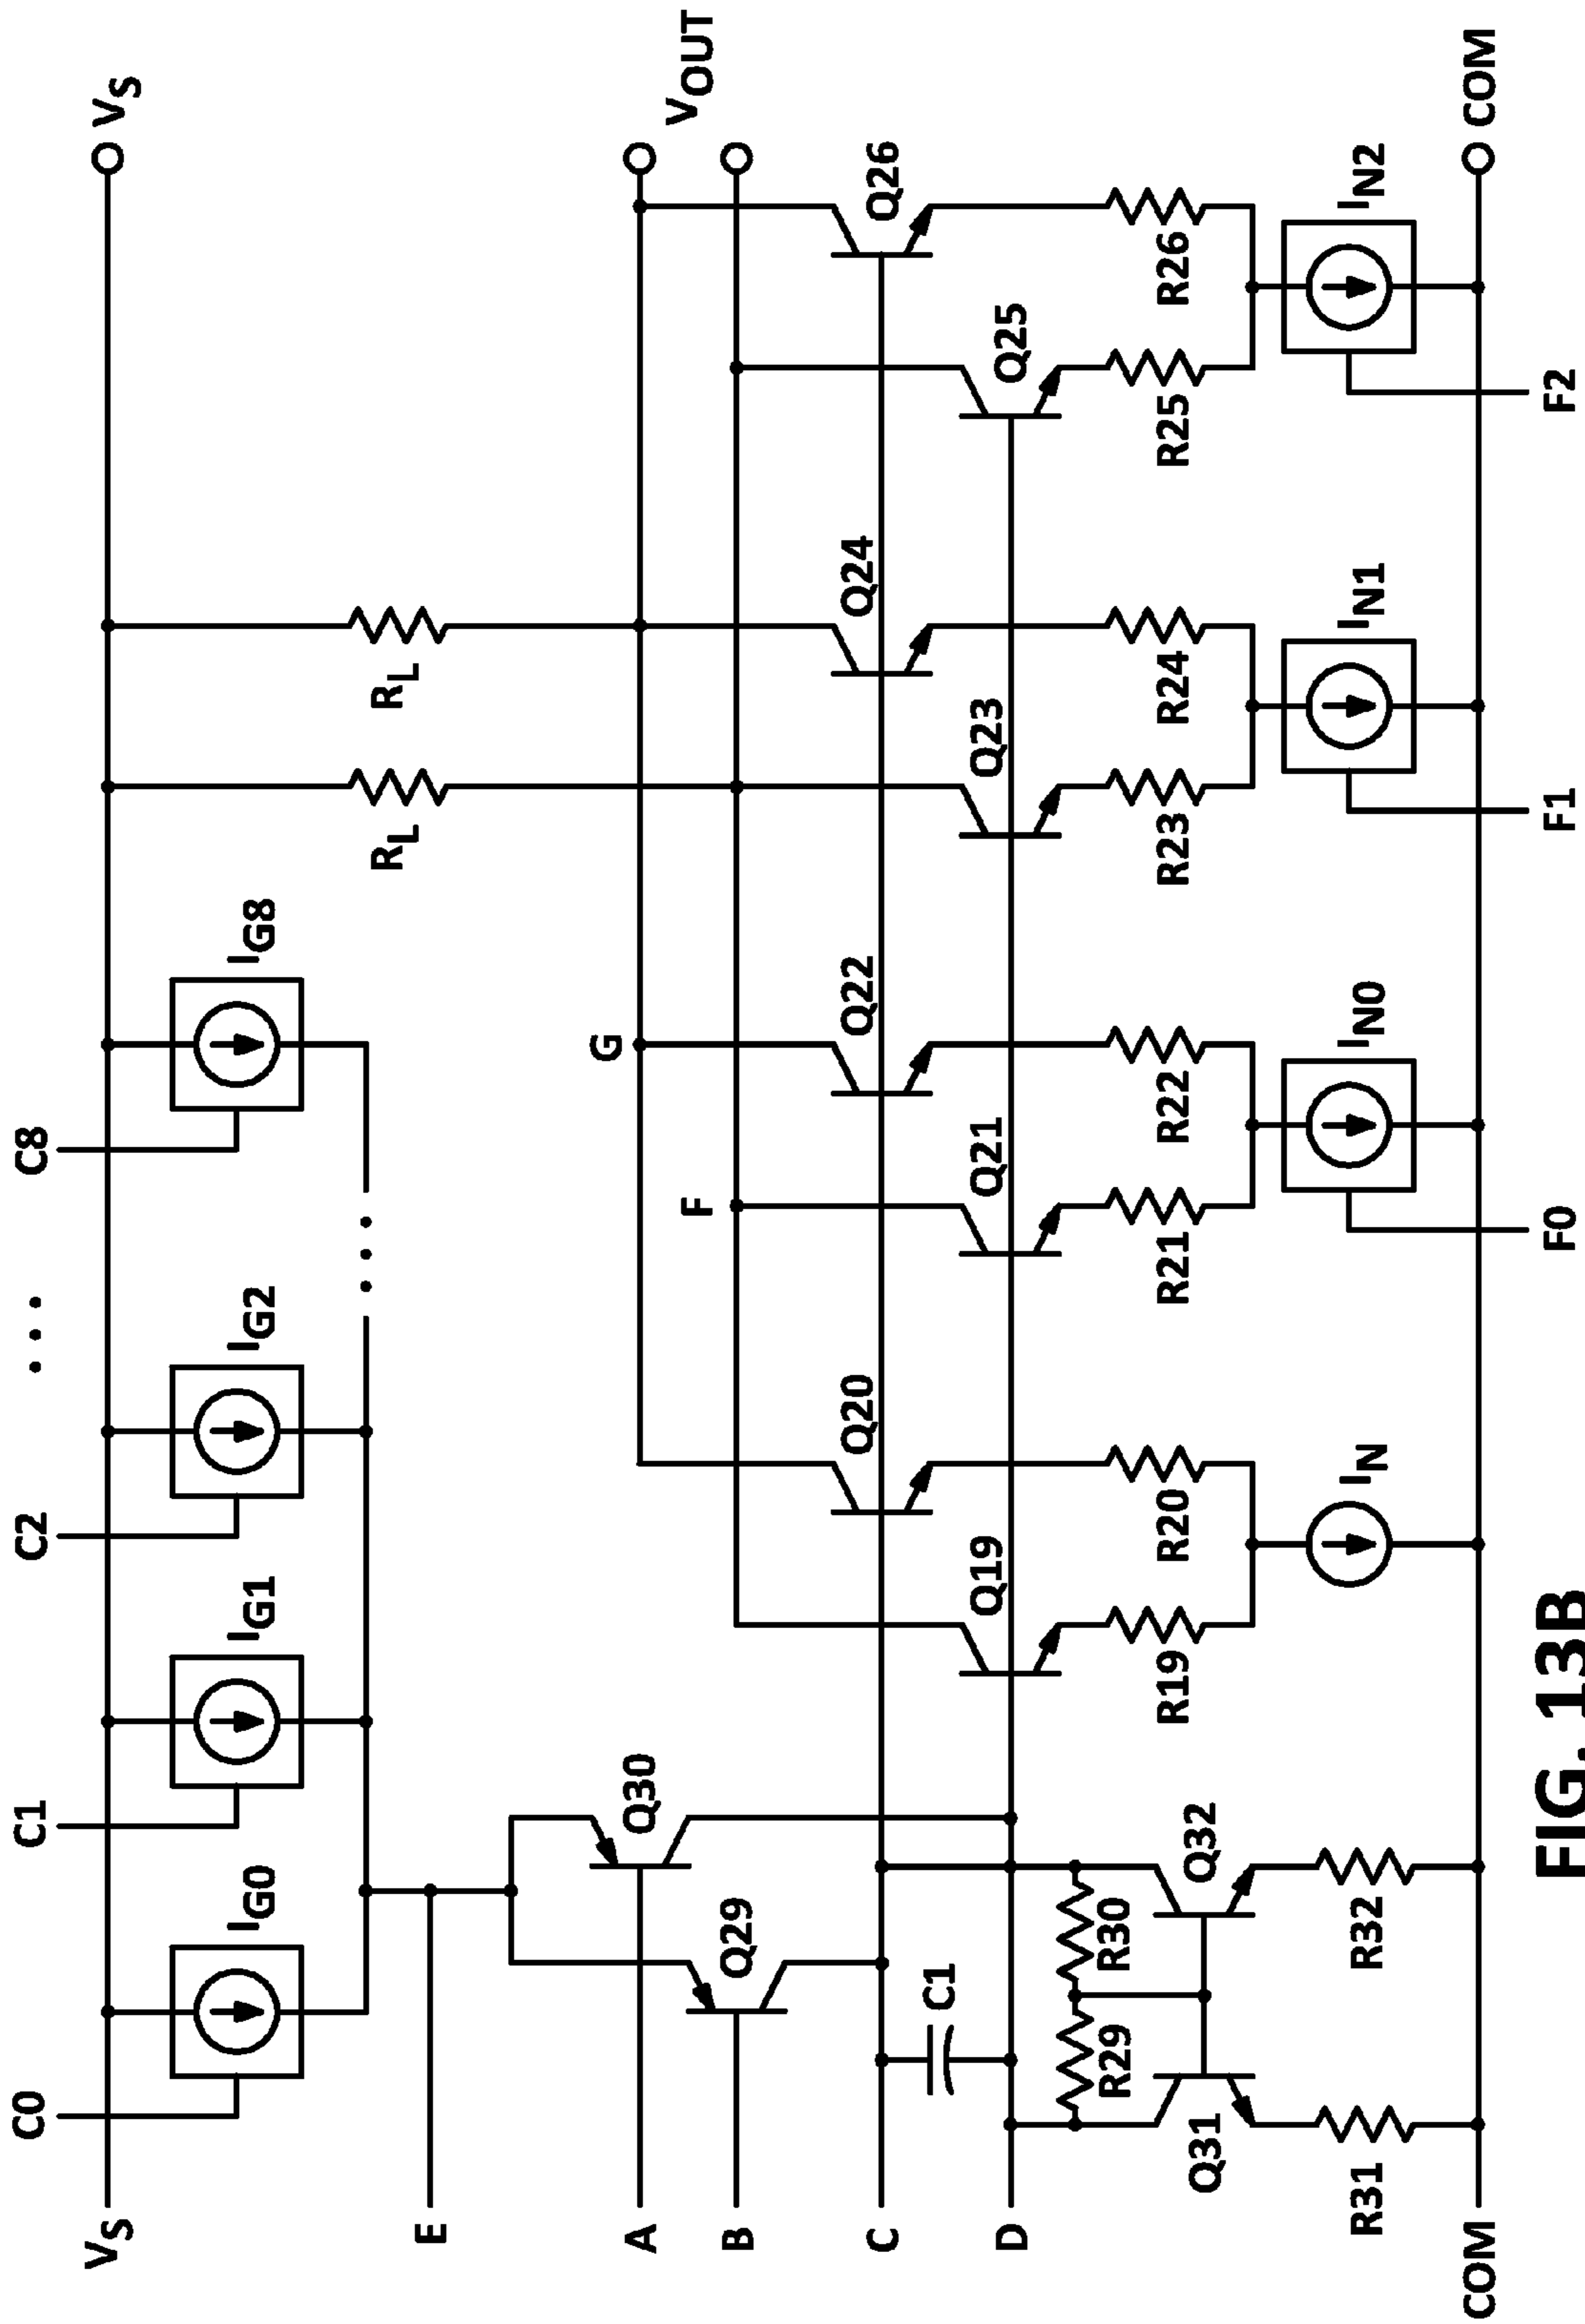 C0
C1
C2
• • •
C8
VS
VS
IG0
IG1
IG2
• • •
IG8
RL
RL
E
A
B
C
D
Q29
Q30
G
F
VOUT
C1
Q19
Q20
Q21
Q22
Q23
Q24
Q25
Q26
R29
R30
R19
R20
R21
R22
R23
R24
R25
R26
Q31
Q32
R31
R32
IN
IN0
IN1
IN2
COM
COM
F0
F1
F2
FIG. 13B